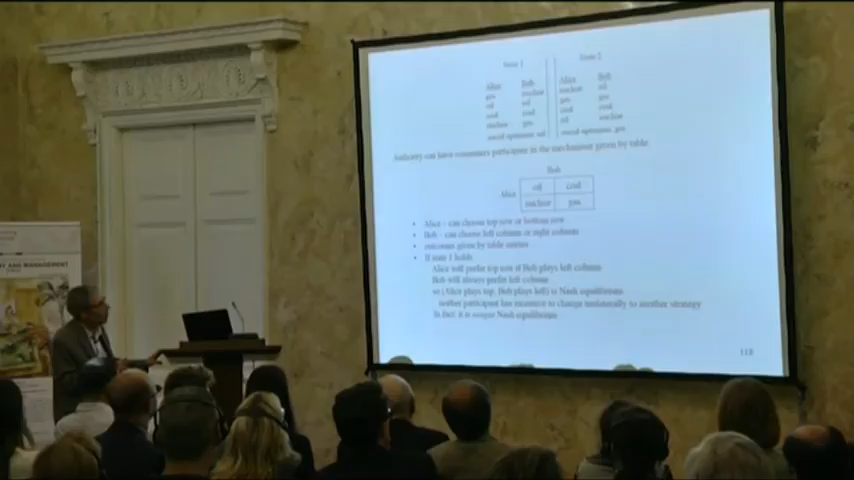 State 1 State 2
Alice Bob Alice Bob
gas nuclear nuclear oil
oil oil gas gas
coal coal coal coal
nuclear gas oil nuclear
social optimum: oil social optimum: gas
Authority can have consumers participate in the mechanism given by table
Bob
Alice oil coal
nuclear gas
• Alice – can choose top row or bottom row
• Bob – can choose left column or right column
• outcomes given by table entries
• If state 1 holds
Alice will prefer top row if Bob plays left column
Bob will always prefer left column
so (Alice plays top, Bob plays left) is Nash equilibrium
neither participant has incentive to change unilaterally to another strategy
In fact, it is unique Nash equilibrium
118
AND MANAGEMENT